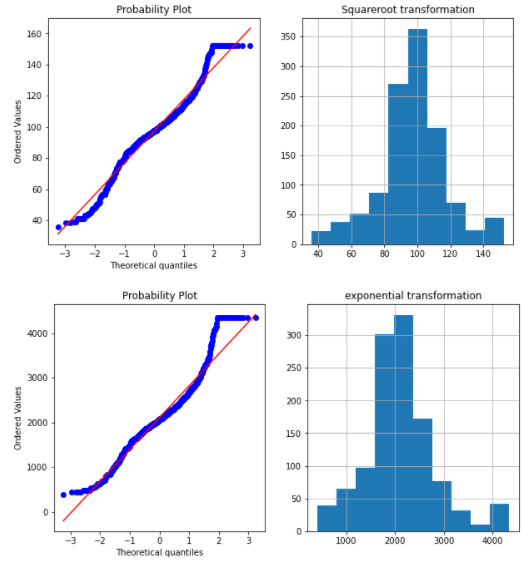 Probability Plot
Ordered Values
160
140
120
100
80
60
40
−3 −2 −1 0 1 2 3
Theoretical quantiles
Squareroot transformation
350
300
250
200
150
100
50
0
40 60 80 100 120 140
Probability Plot
Ordered Values
4000
3000
2000
1000
0
−3 −2 −1 0 1 2 3
Theoretical quantiles
exponential transformation
300
250
200
150
100
50
0
1000 2000 3000 4000